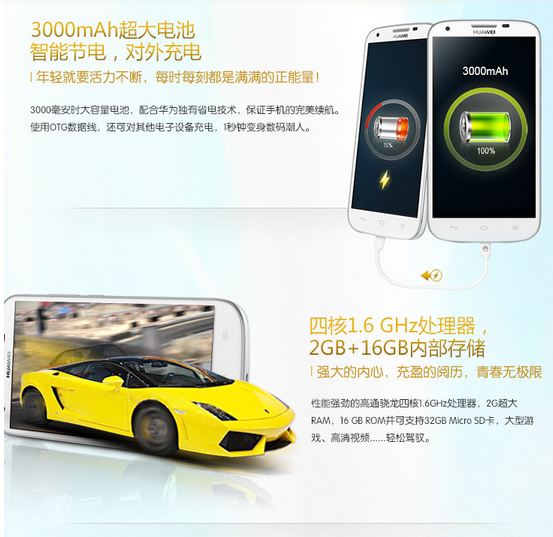 3000mAh超大电池
智能节电，对外充电
年轻就要活力不断，每时每刻都是满满的正能量！
3000毫安时大容量电池，配合华为独有省电技术，保证手机的完美续航。
使用OTG数据线，还可对其他电子设备充电，1秒钟变身数码潮人。
HUAWEI
3000mAh
15%
100%
HUAWEI
四核1.6 GHz处理器，
2GB+16GB内部存储
强大的内心，充盈的阅历，青春无极限
性能强劲的高通骁龙四核1.6GHz处理器，2G超大
RAM，16 GB ROM并可支持32GB Micro SD卡，大型游
戏、高清视频......轻松驾驭。